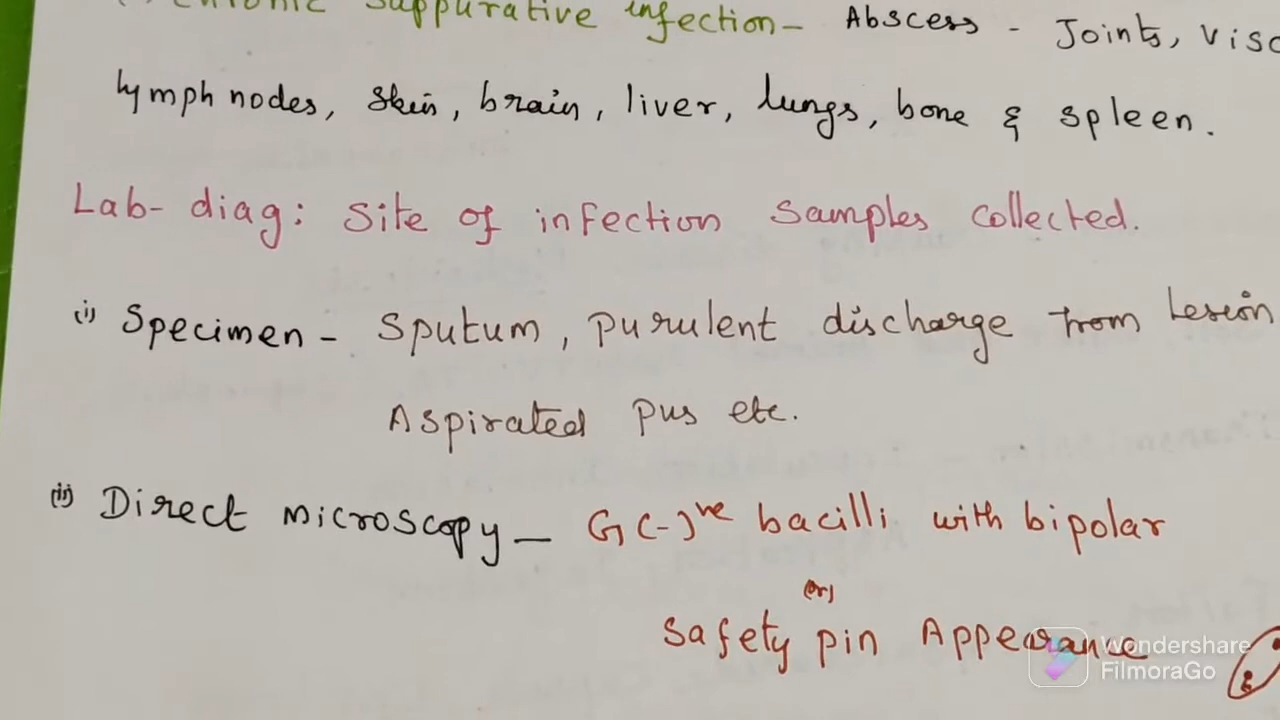 Chronic suppurative infection - Abscess - Joints,
lymph nodes, skin, brain, liver, lungs, bone & spleen.
Lab- diag: Site of infection samples collected.
(i) Specimen - Sputum, purulent discharge from Lesion
Aspirated pus etc.
(ii) Direct microscopy - G(-)ve bacilli with bipolar
(or)
safety pin Appearance
Wondershare
FilmoraGo